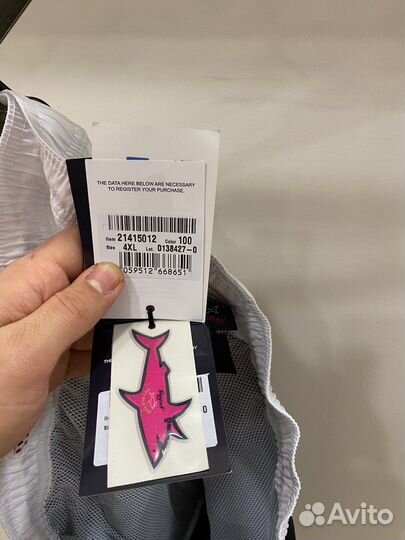 THE DATA HERE BELOW ARE NECESSARY
TO REGISTER YOUR PURCHASE.
Item 21415012 Color 100
Size 4XL Lot. 0138427-0
059512 668651
Avito